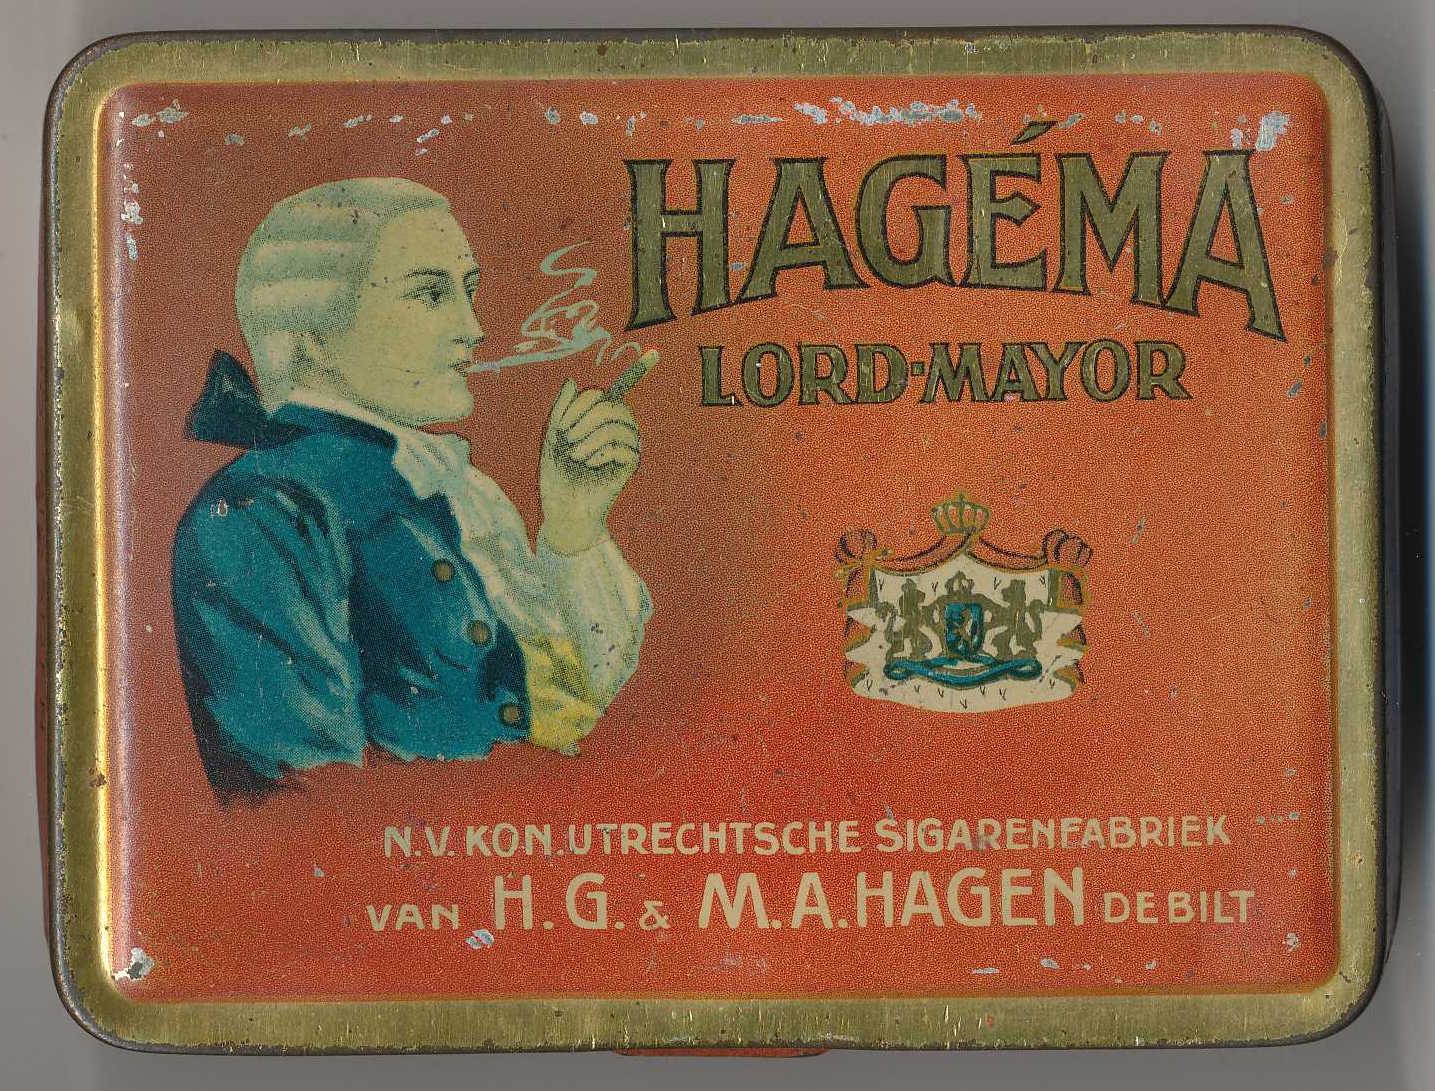 HAGÉMA
LORD-MAYOR
N.V. KON. UTRECHTSCHE SIGARENFABRIEK
VAN H.G. & M.A. HAGEN DE BILT